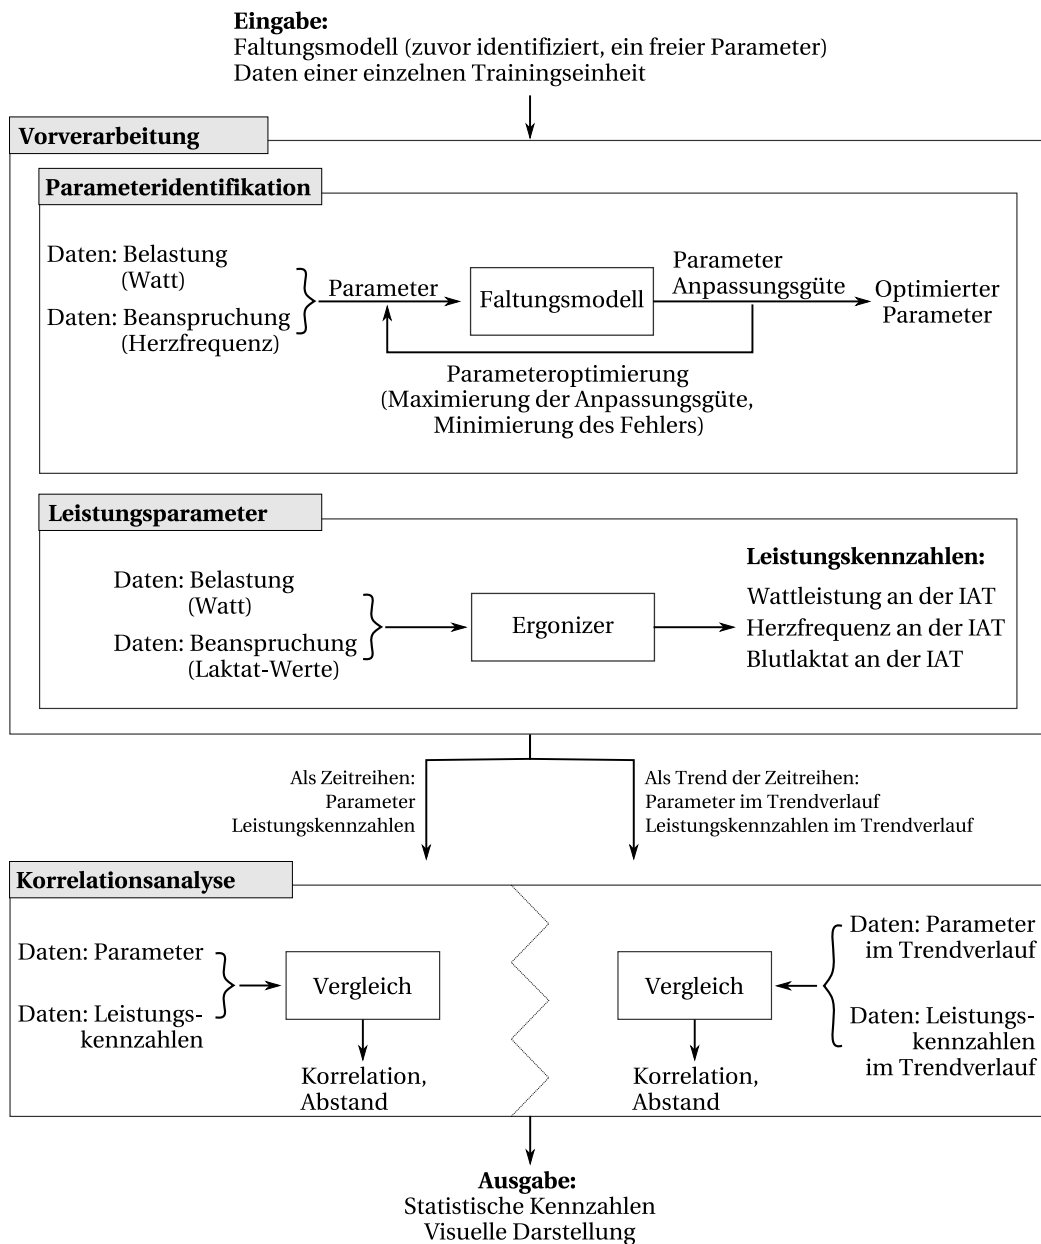 Eingabe:
Faltungsmodell (zuvor identifiziert, ein freier Parameter)
Daten einer einzelnen Trainingseinheit
Vorverarbeitung
Parameteridentifikation
Daten: Belastung
(Watt)
Daten: Beanspruchung
(Herzfrequenz)
Parameter
Faltungsmodell
Parameter
Anpassungsgüte
Optimierter
Parameter
Parameteroptimierung
(Maximierung der Anpassungsgüte,
Minimierung des Fehlers)
Leistungsparameter
Daten: Belastung
(Watt)
Daten: Beanspruchung
(Laktat-Werte)
Ergonizer
Leistungskennzahlen:
Wattleistung an der IAT
Herzfrequenz an der IAT
Blutlaktat an der IAT
Als Zeitreihen:
Parameter
Leistungskennzahlen
Als Trend der Zeitreihen:
Parameter im Trendverlauf
Leistungskennzahlen im Trendverlauf
Korrelationsanalyse
Daten: Parameter
Daten: Leistungs-
kennzahlen
Vergleich
Korrelation,
Abstand
Vergleich
Korrelation,
Abstand
Daten: Parameter
im Trendverlauf
Daten: Leistungs-
kennzahlen
im Trendverlauf
Ausgabe:
Statistische Kennzahlen
Visuelle Darstellung